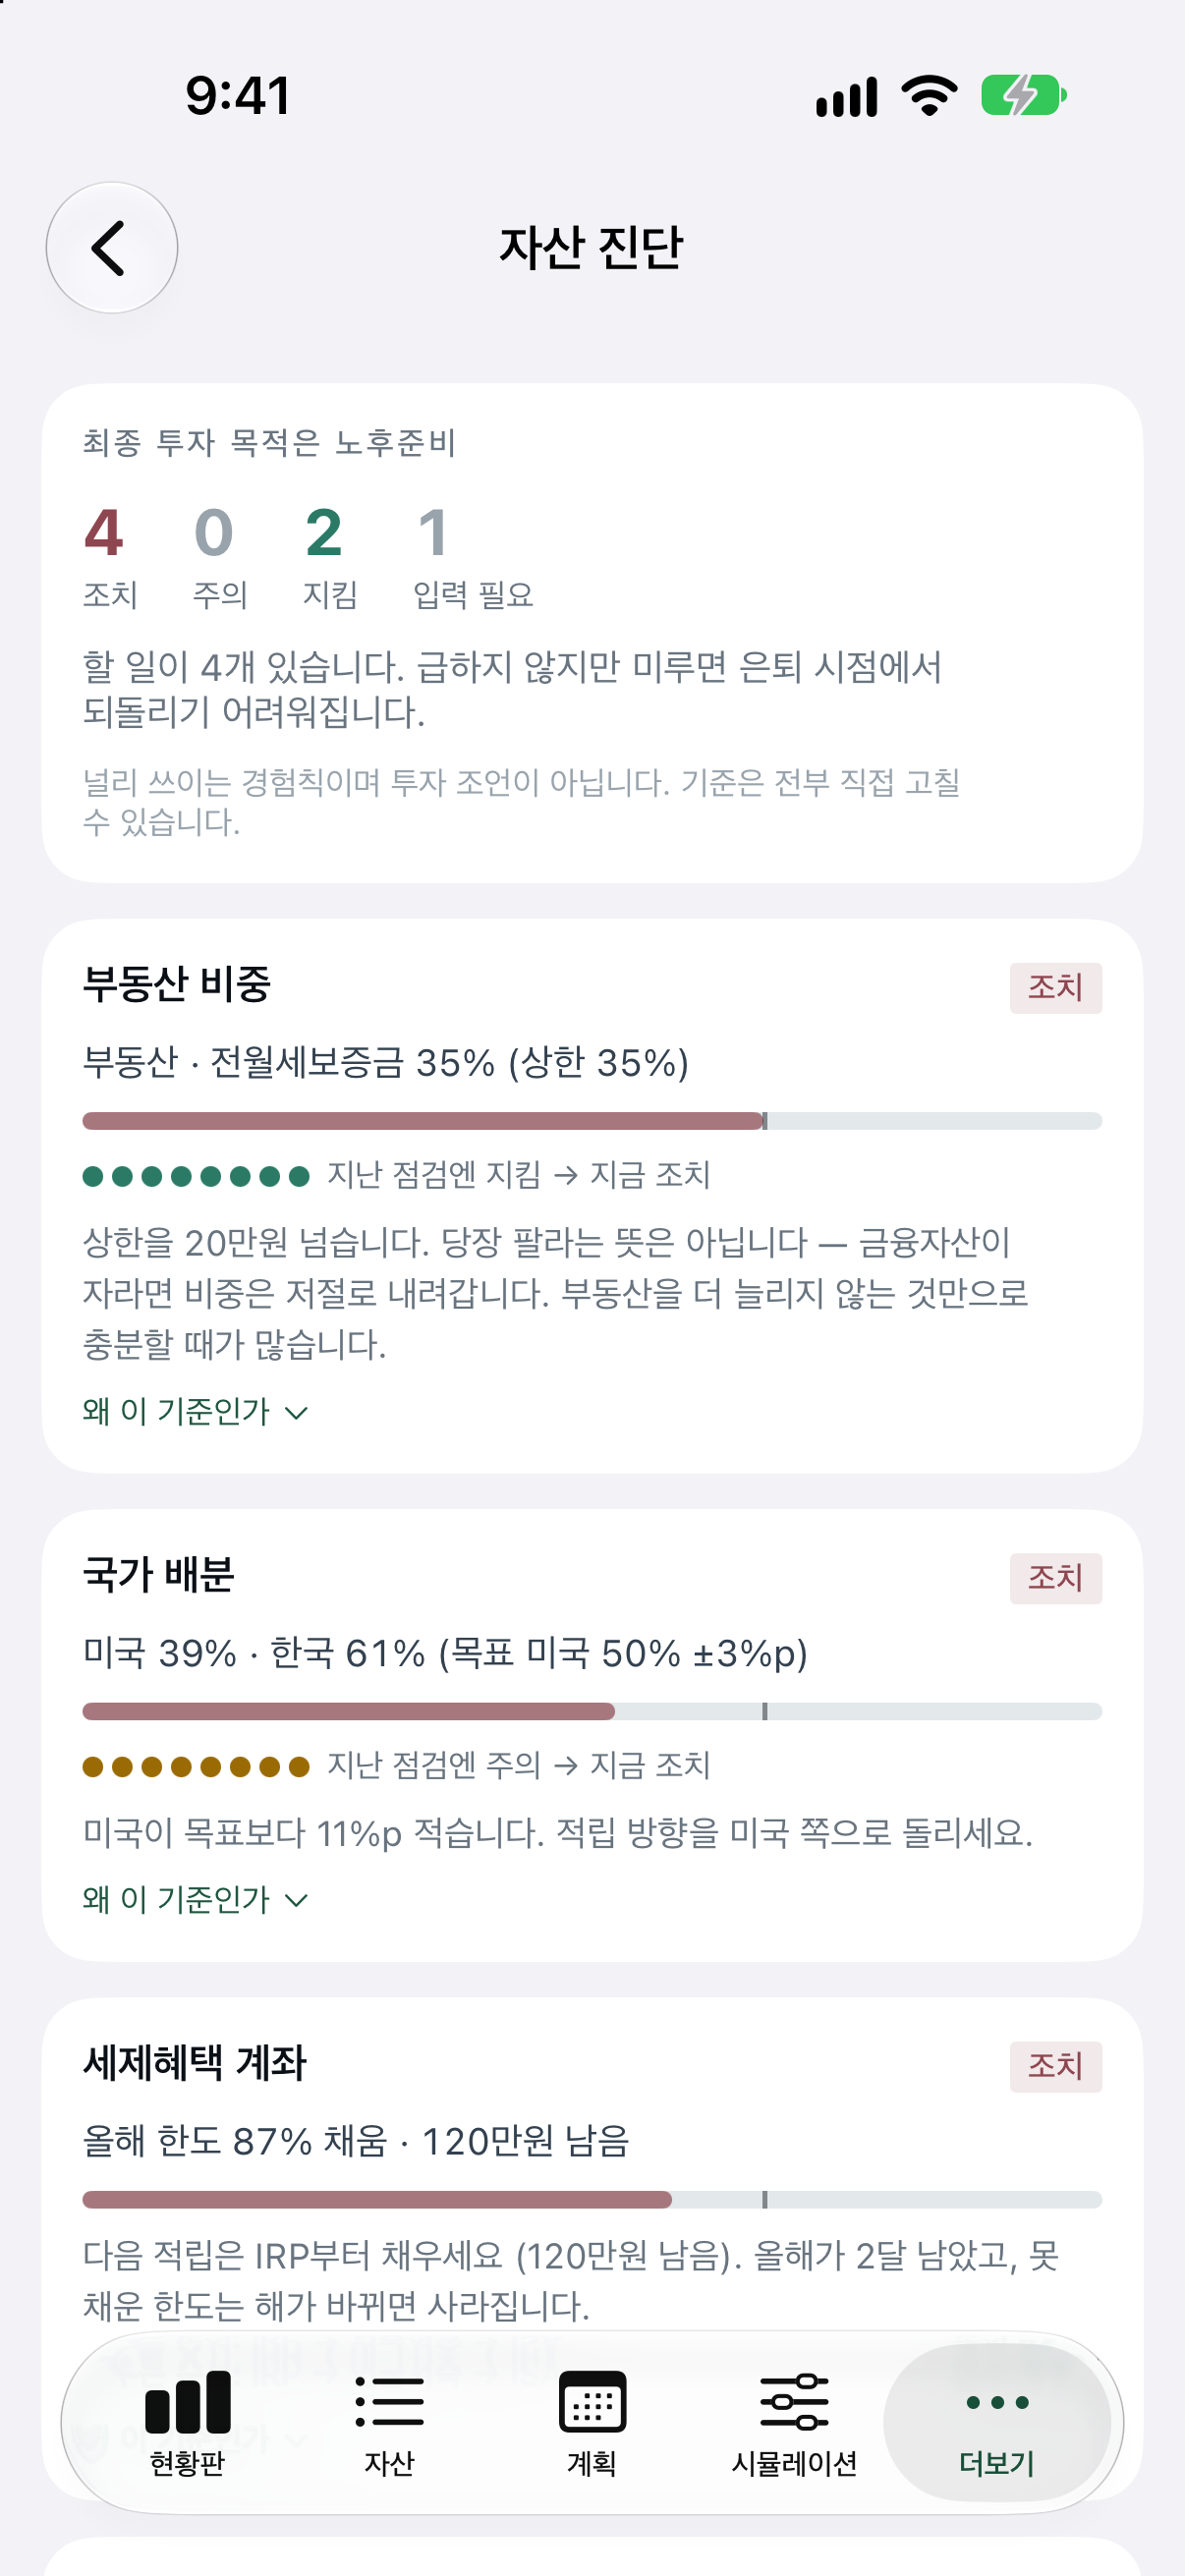 9:41
자산 진단
최종 투자 목적은 노후준비
4 0 2 1
조치 주의 지킴 입력 필요
할 일이 4개 있습니다. 급하지 않지만 미루면 은퇴 시점에서
되돌리기 어려워집니다.
널리 쓰이는 경험칙이며 투자 조언이 아닙니다. 기준은 전부 직접 고칠
수 있습니다.
부동산 비중 조치
부동산 · 전월세보증금 35% (상한 35%)
지난 점검엔 지킴 → 지금 조치
상한을 20만원 넘습니다. 당장 팔라는 뜻은 아닙니다 — 금융자산이
자라면 비중은 저절로 내려갑니다. 부동산을 더 늘리지 않는 것만으로
충분할 때가 많습니다.
왜 이 기준인가
국가 배분 조치
미국 39% · 한국 61% (목표 미국 50% ±3%p)
지난 점검엔 주의 → 지금 조치
미국이 목표보다 11%p 적습니다. 적립 방향을 미국 쪽으로 돌리세요.
왜 이 기준인가
세제혜택 계좌 조치
올해 한도 87% 채움 · 120만원 남음
다음 적립은 IRP부터 채우세요 (120만원 남음). 올해가 2달 남았고, 못
채운 한도는 해가 바뀌면 사라집니다.
이 기준인가
현황판 자산 계획 시뮬레이션 더보기